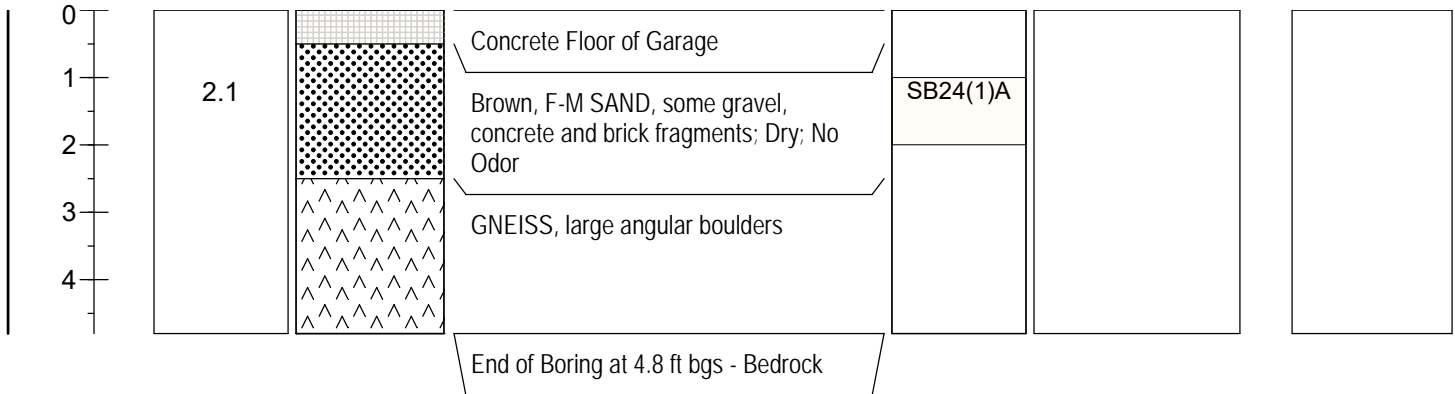 0
Concrete Floor of Garage
1
2.1
SB24(1)A
Brown, F-M SAND, some gravel,
concrete and brick fragments; Dry; No
Odor
2
3
GNEISS, large angular boulders
4
End of Boring at 4.8 ft bgs - Bedrock